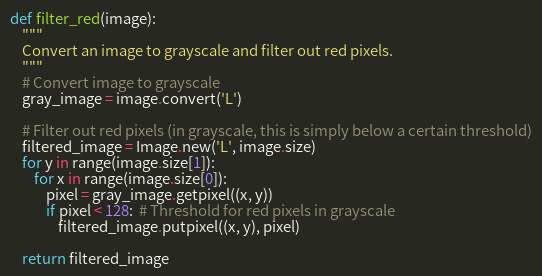 def filter_red(image):
    """
    Convert an image to grayscale and filter out red pixels.
    """
    # Convert image to grayscale
    gray_image = image.convert('L')

    # Filter out red pixels (in grayscale, this is simply below a certain threshold)
    filtered_image = Image.new('L', image.size)
    for y in range(image.size[1]):
        for x in range(image.size[0]):
            pixel = gray_image.getpixel((x, y))
            if pixel < 128:  # Threshold for red pixels in grayscale
                filtered_image.putpixel((x, y), pixel)

    return filtered_image